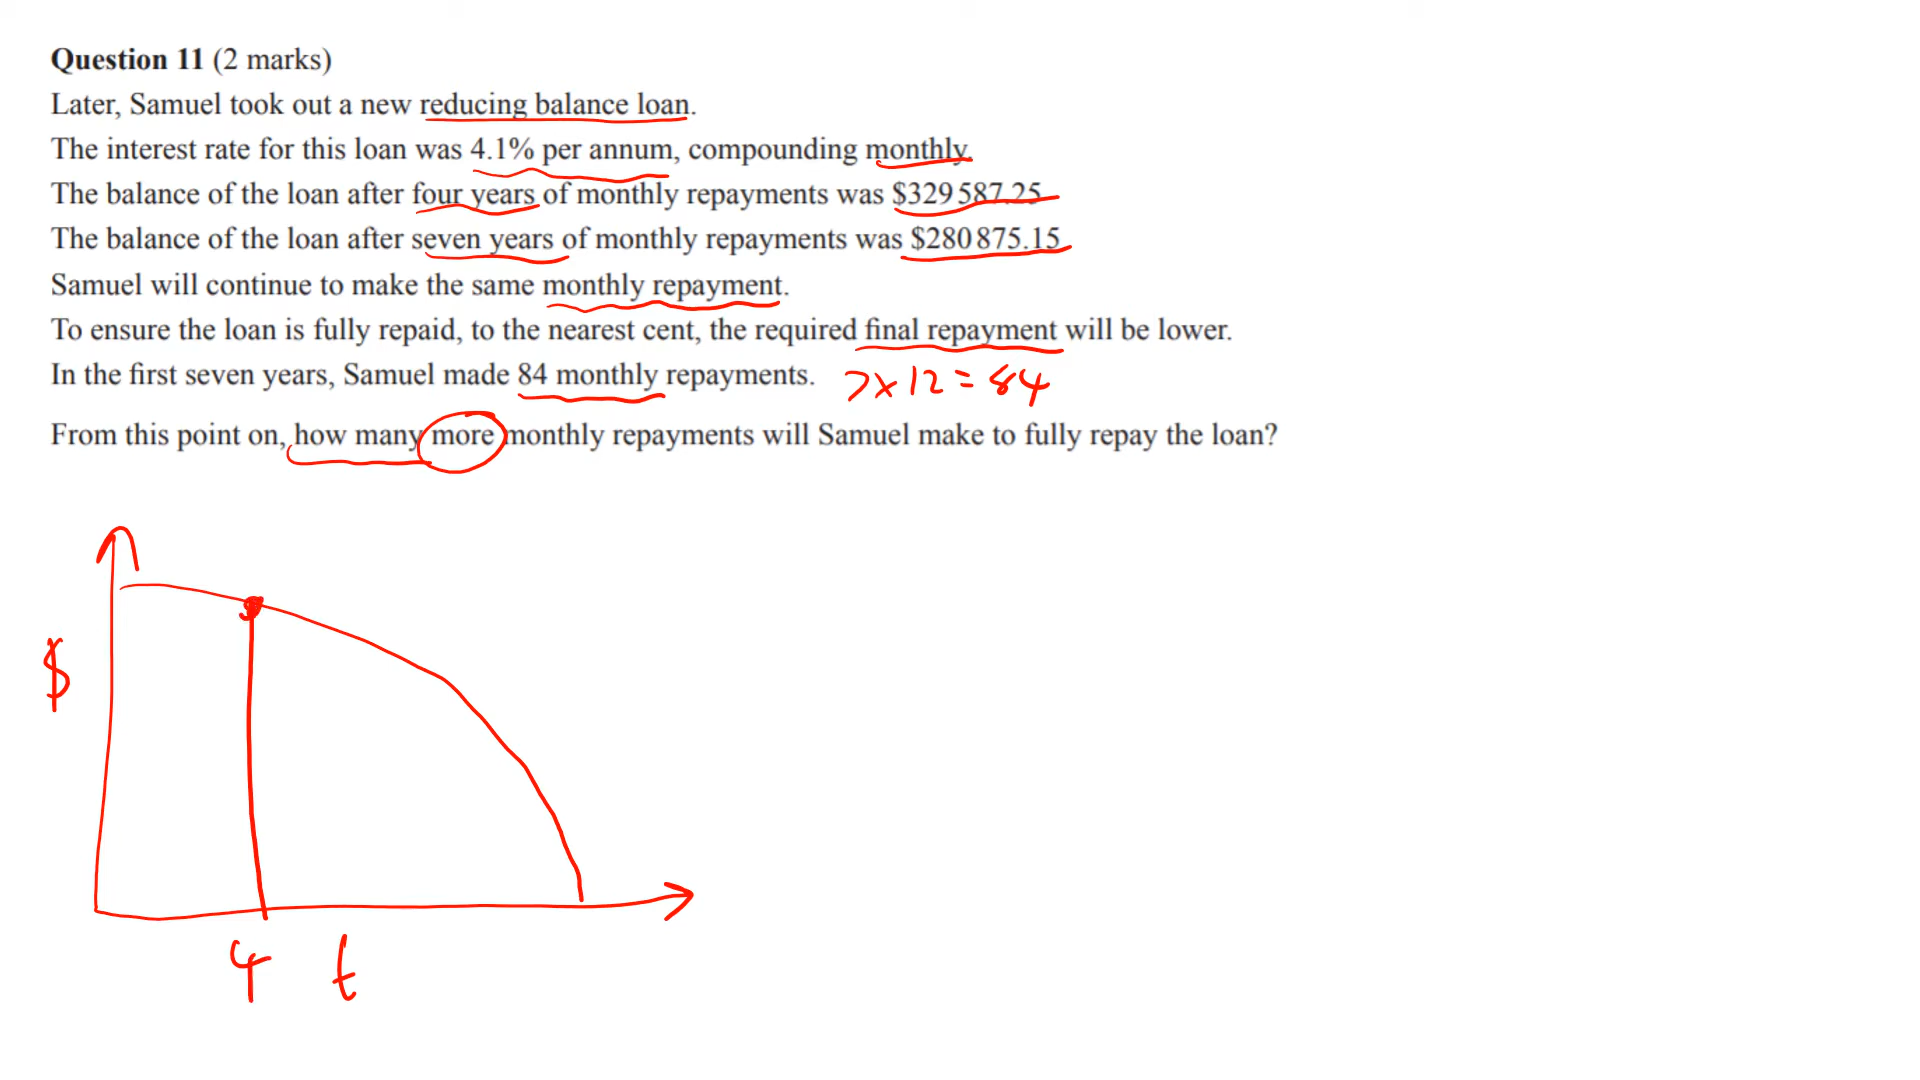 Question 11 (2 marks)
Later, Samuel took out a new reducing balance loan.
The interest rate for this loan was 4.1% per annum, compounding monthly.
The balance of the loan after four years of monthly repayments was $329 587.25
The balance of the loan after seven years of monthly repayments was $280 875.15
Samuel will continue to make the same monthly repayment.
To ensure the loan is fully repaid, to the nearest cent, the required final repayment will be lower.
In the first seven years, Samuel made 84 monthly repayments. 7 x 12 = 84
From this point on, how many more monthly repayments will Samuel make to fully repay the loan?
$
4 t